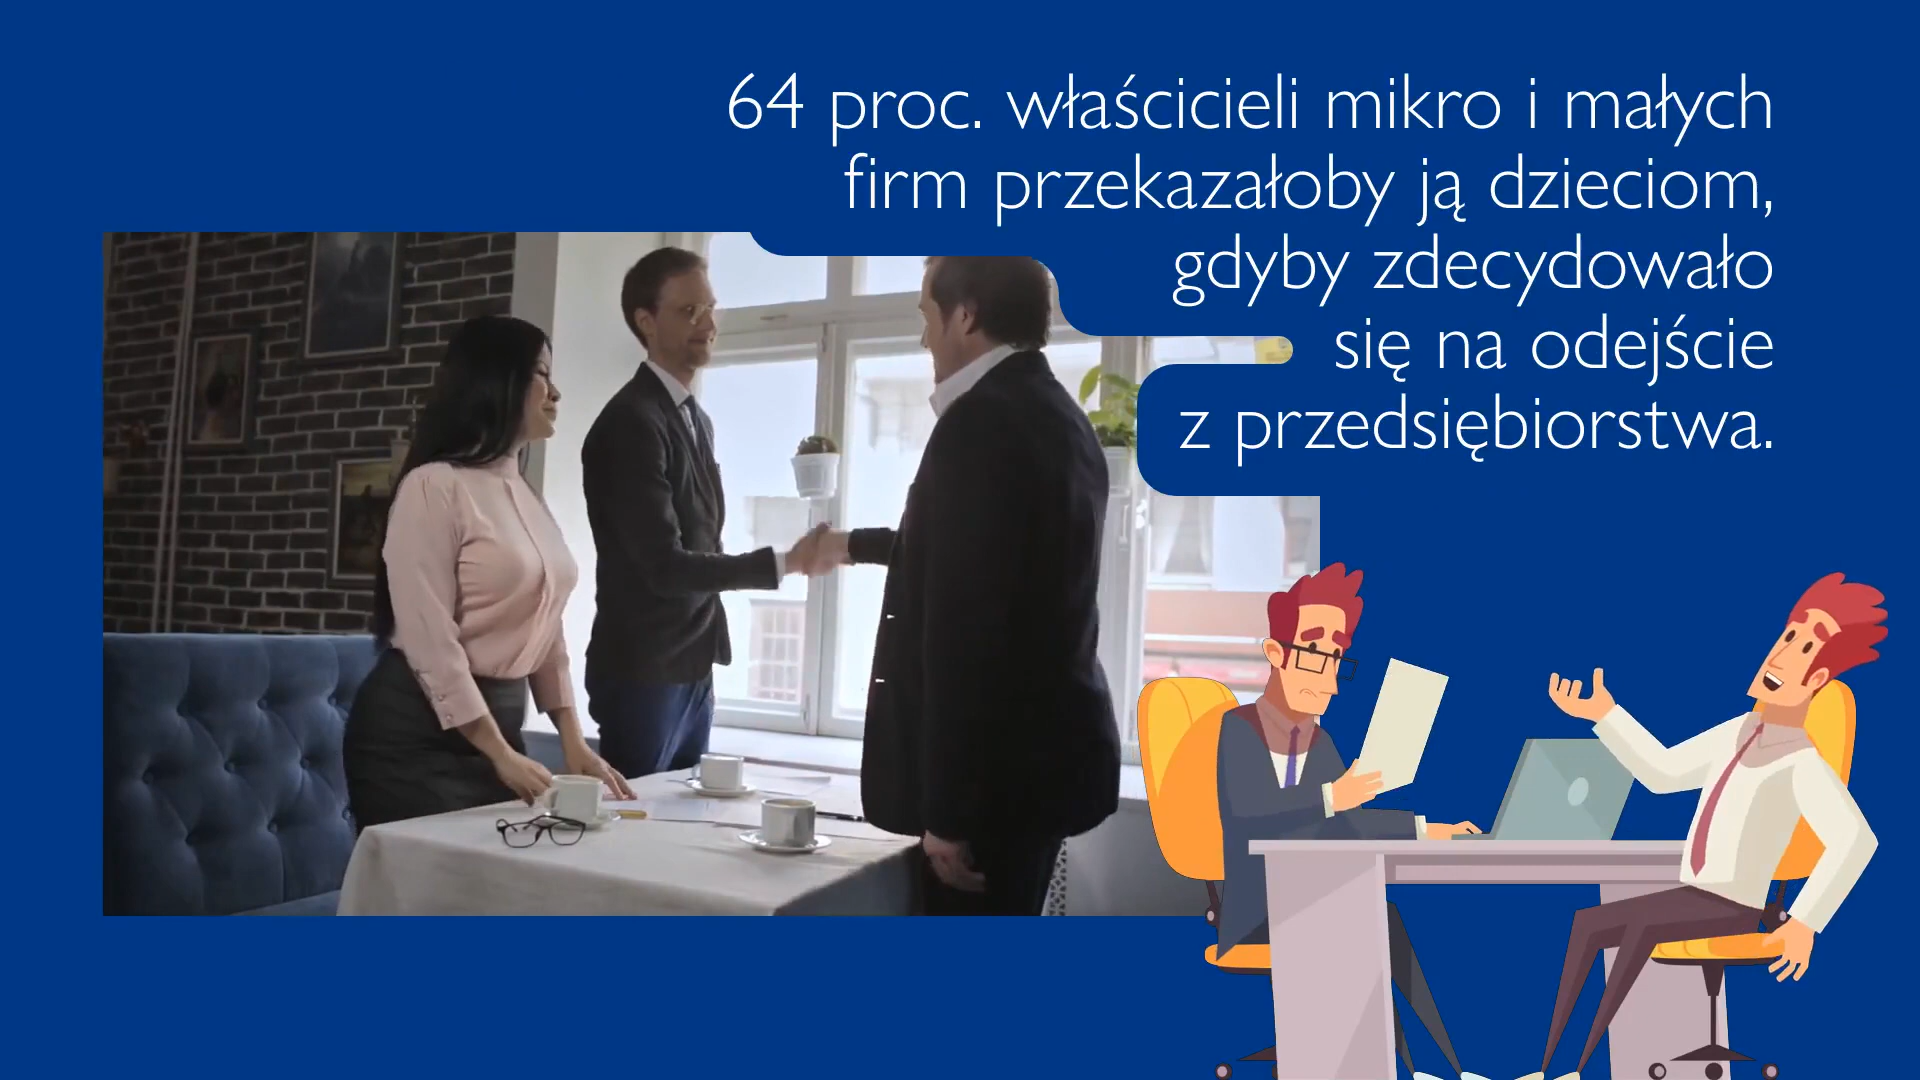 64 proc. właścicieli mikro i małych
firm przekazałoby ją dzieciom,
gdyby zdecydowało
się na odejście
z przedsiębiorstwa.